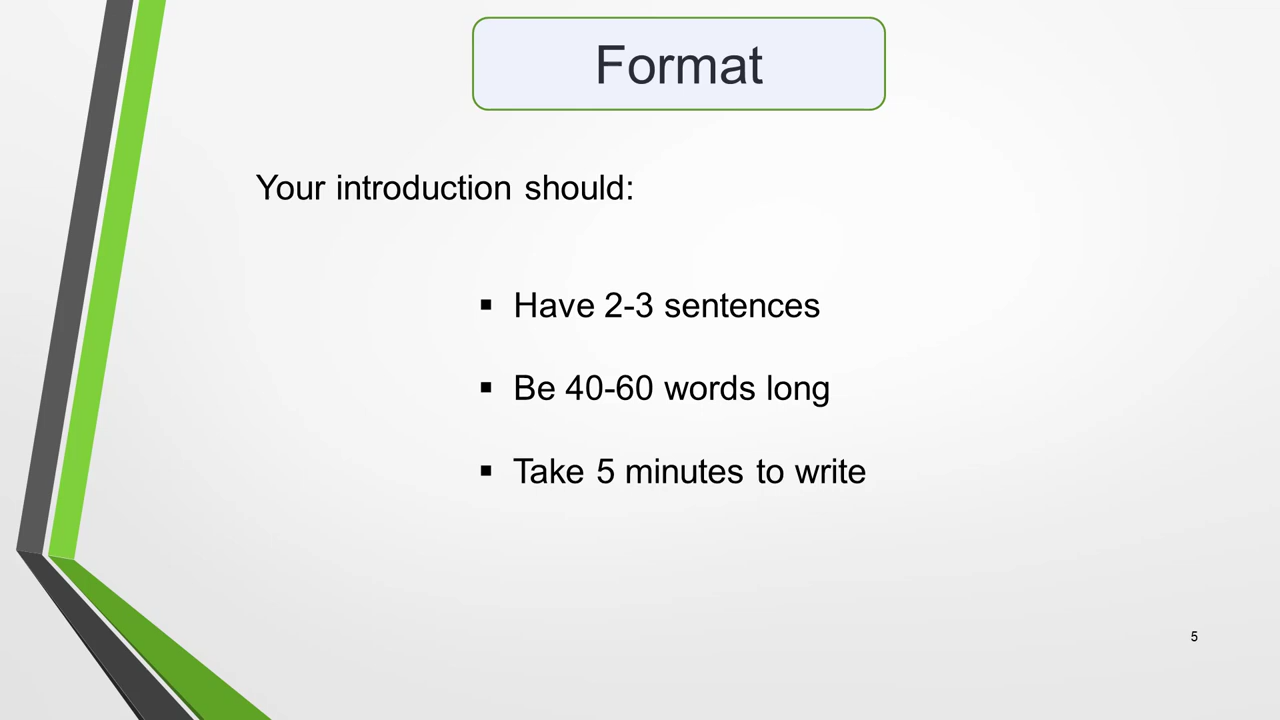 Format
Your introduction should:
▪ Have 2-3 sentences
▪ Be 40-60 words long
▪ Take 5 minutes to write
5